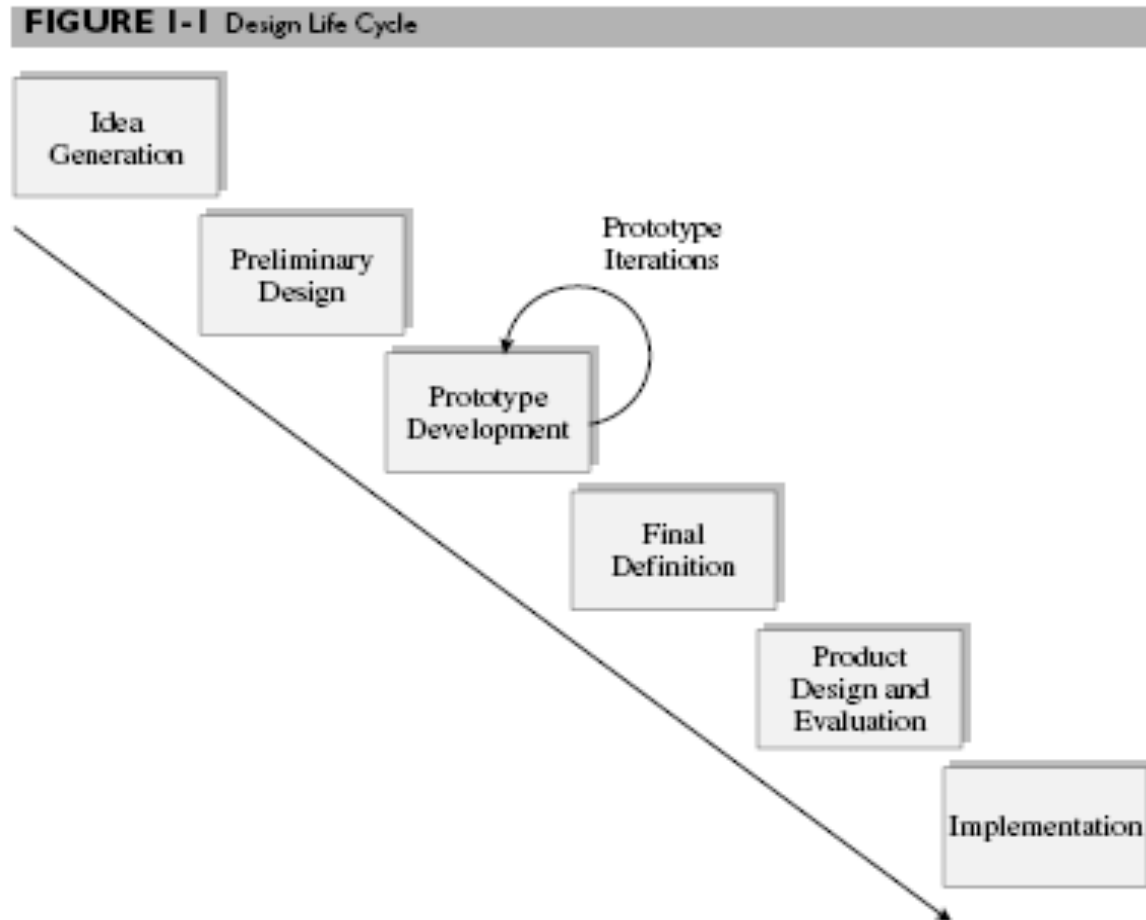 FIGURE 1-1 Design Life Cycle
Idea
Generation
Preliminary
Design
Prototype
Iterations
Prototype
Development
Final
Definition
Product
Design and
Evaluation
Implementation